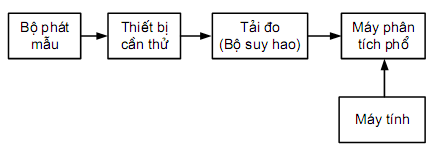 Bộ phát
mẫu
Thiết bị
cần thử
Tải đo
(Bộ suy hao)
Máy phân
tích phổ
Máy tính